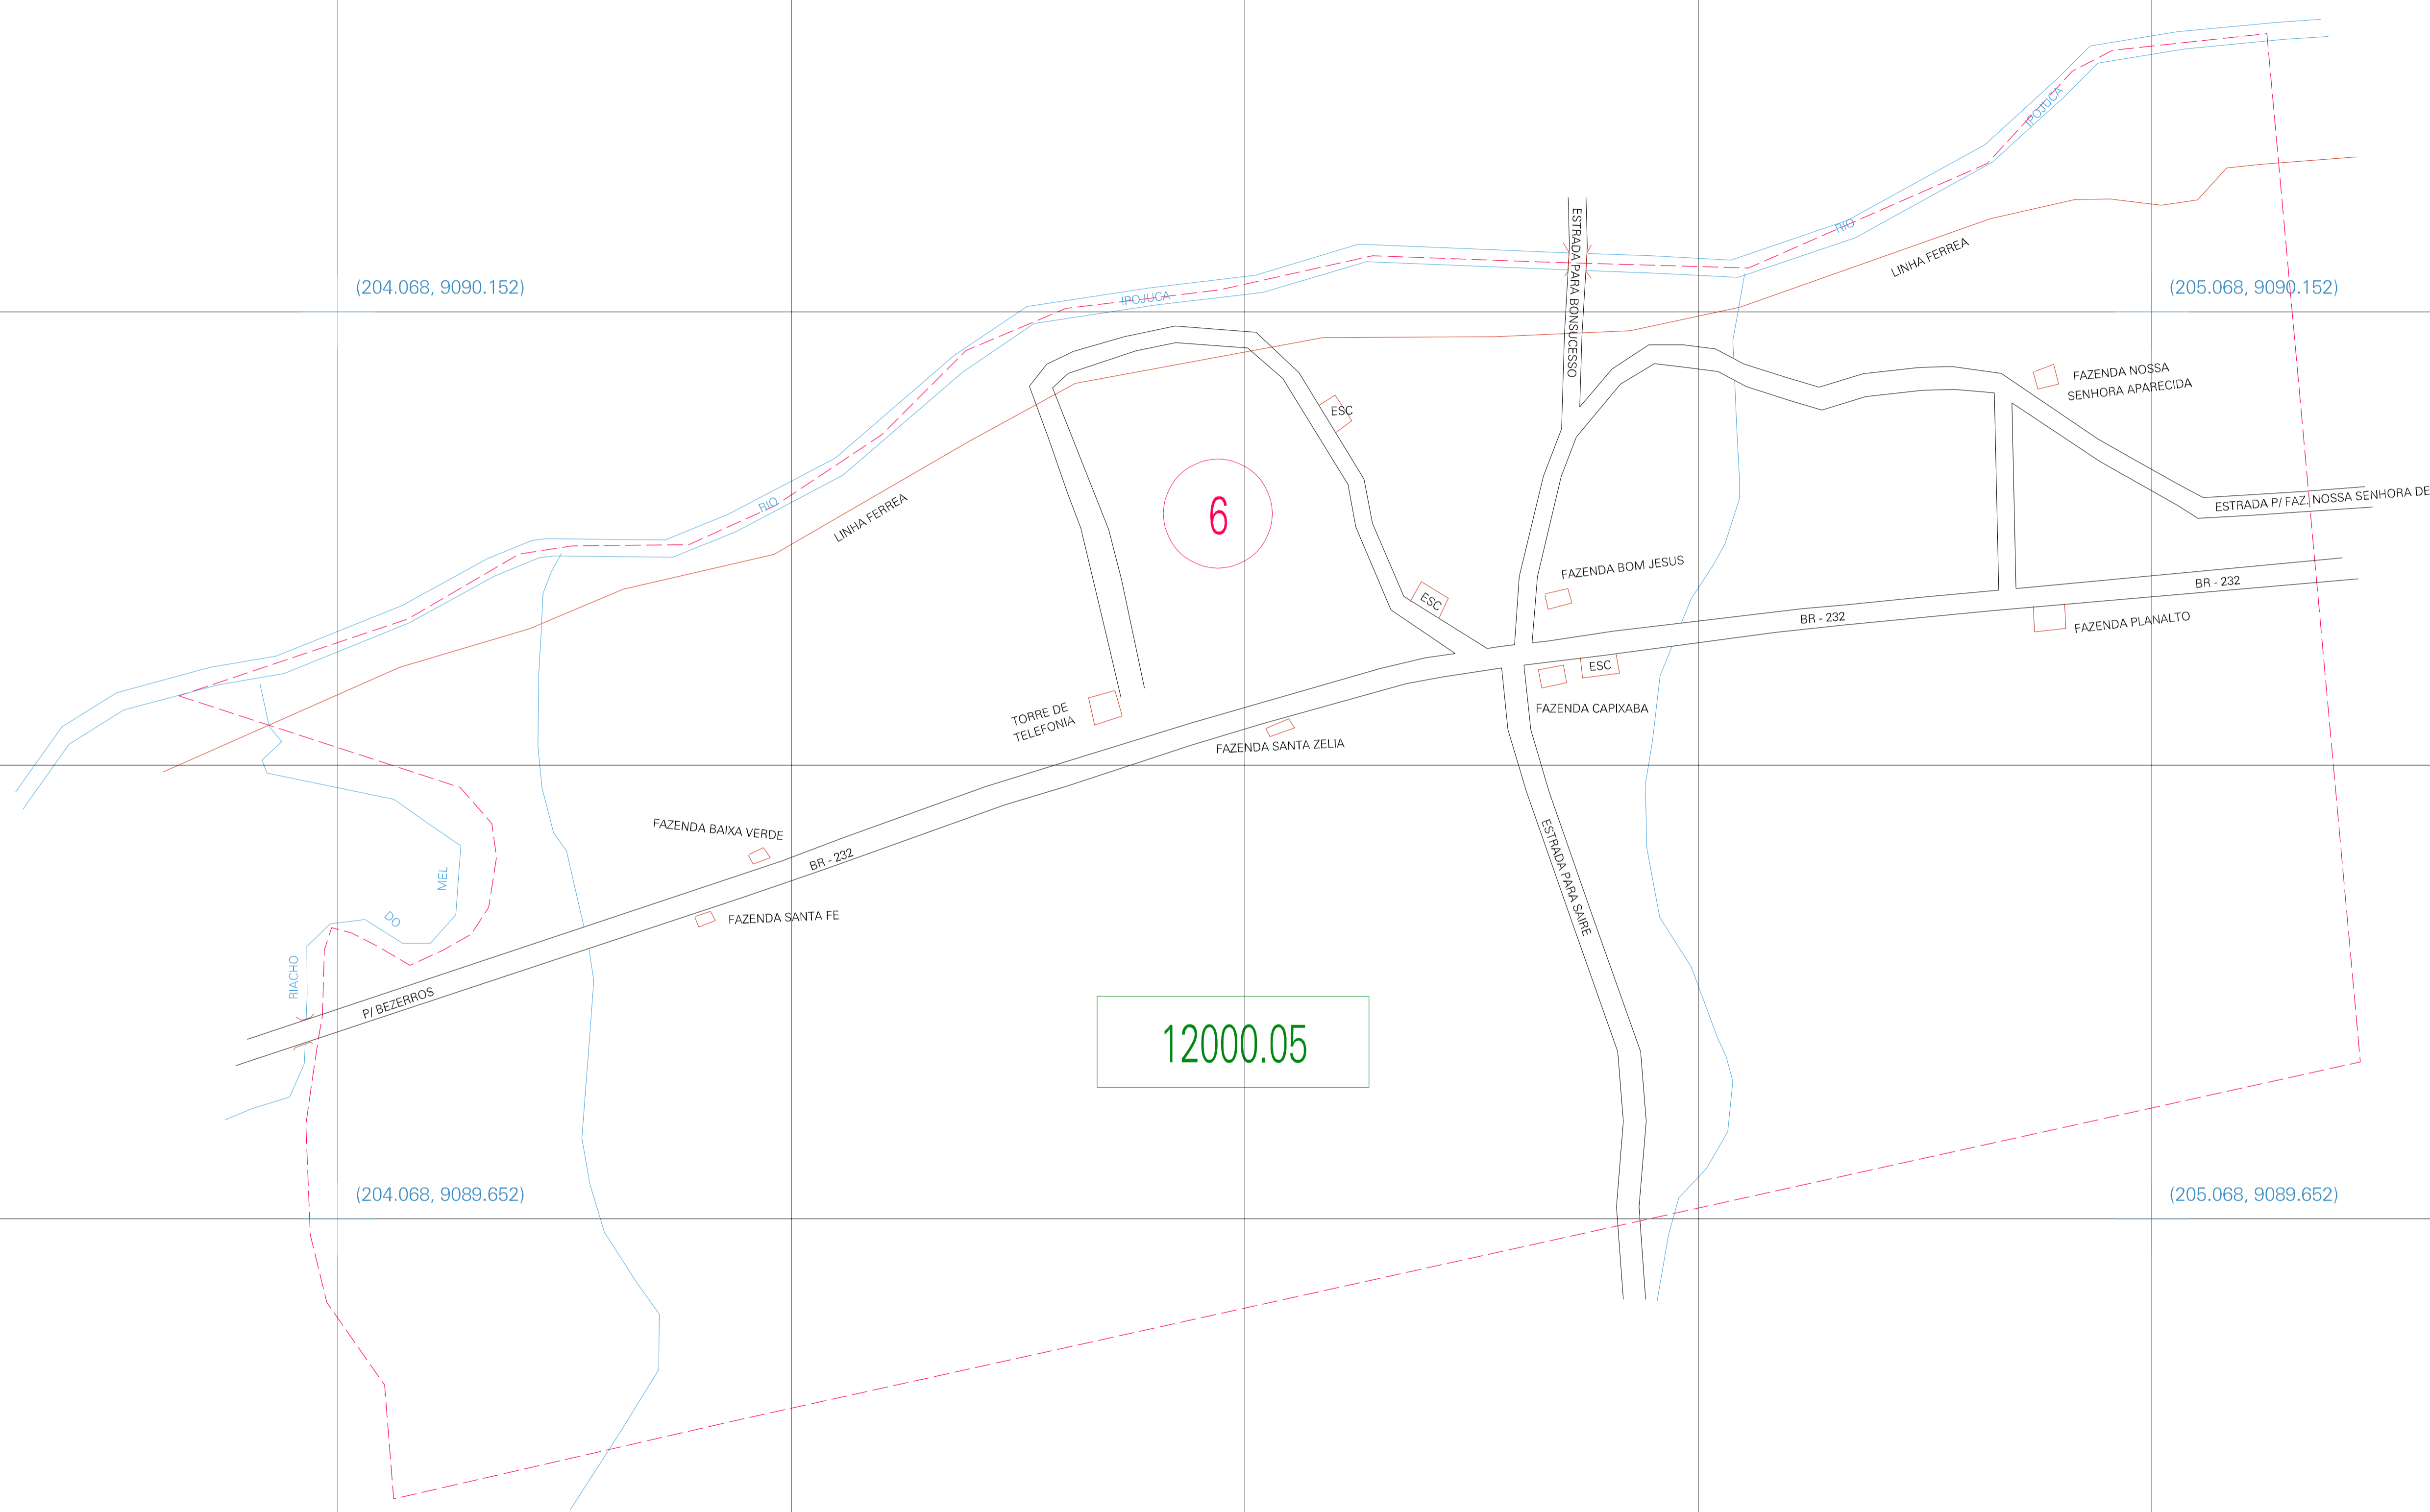 IPOJUCA
RIO
ESTRADA PARA BONSUCESSO
LINHA FERREA
(204.068, 9090.152)
IPOJUCA
(205.068, 9090.152)
FAZENDA NOSSA
SENHORA APARECIDA
ESC
RIO
LINHA FERREA
6
ESTRADA P/ FAZ. NOSSA SENHORA DE
FAZENDA BOM JESUS
BR - 232
ESC
BR - 232
FAZENDA PLANALTO
ESC
TORRE DE
TELEFONIA
FAZENDA CAPIXABA
FAZENDA SANTA ZELIA
FAZENDA BAIXA VERDE
BR - 232
ESTRADA PARA SAIRE
MEL
DO
FAZENDA SANTA FE
RIACHO
P/ BEZERROS
12000.05
(204.068, 9089.652)
(205.068, 9089.652)